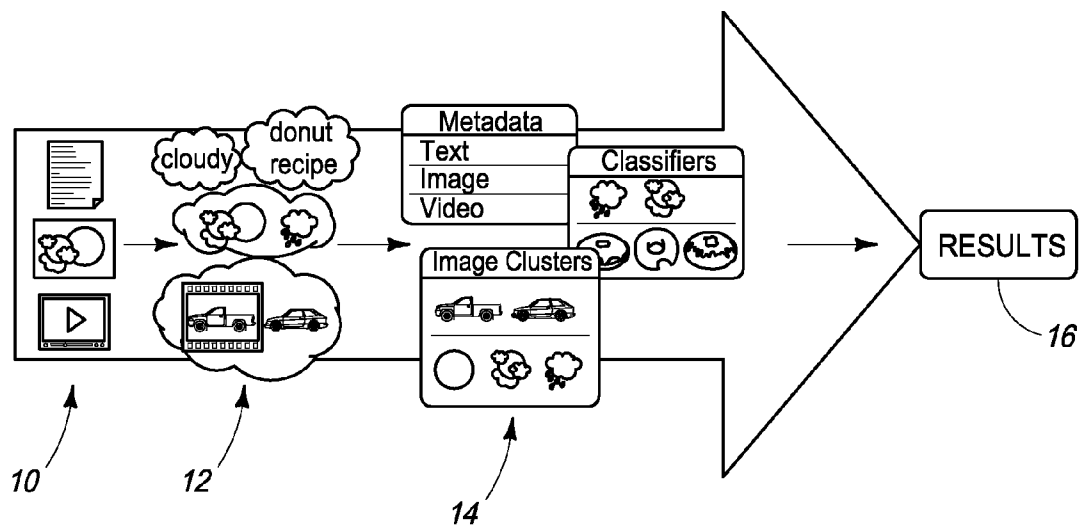 cloudy
donut
recipe
Metadata
Text
Image
Video
Classifiers
Image Clusters
RESULTS
10
12
14
16